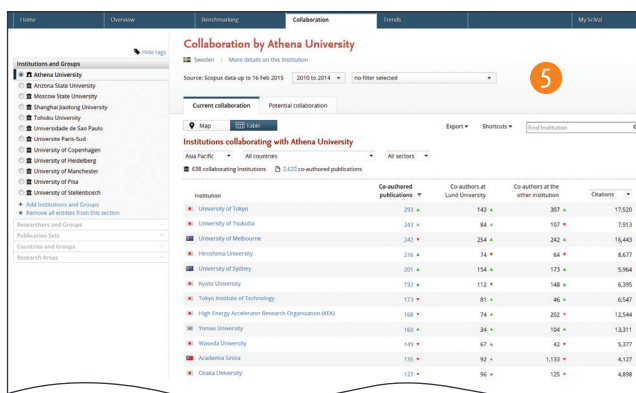 Home Overview Benchmarking Collaboration Trends My SciVal
Hide tags
Institutions and Groups
Athena University
Arizona State University
Moscow State University
Shanghai Jiaotong University
Tohoku University
Universidade de Sao Paulo
Universite Paris-Sud
University of Copenhagen
University of Heidelberg
University of Manchester
University of Pisa
University of Stellenbosch
+ Add Institutions and Groups
× Remove all entities from this section
Researchers and Groups
Publication Sets
Countries and Groups
Research Areas
Collaboration by Athena University
Sweden | More details on this Institution
Source: Scopus data up to 16 Feb 2015 2010 to 2014 no filter selected
5
Current collaboration Potential collaboration
Map Table Export Shortcuts Find Institution
Institutions collaborating with Athena University
Asia Pacific All countries All sectors
638 collaborating Institutions 2,622 co-authored publications
Institution Co-authored publications Co-authors at Lund University Co-authors at the other institution Citations
University of Tokyo 293 143 307 17,520
University of Tsukuba 243 84 107 7,913
University of Melbourne 242 254 242 16,443
Hiroshima University 216 74 64 8,677
University of Sydney 201 154 173 5,964
Kyoto University 192 112 148 6,395
Tokyo Institute of Technology 173 81 46 6,547
High Energy Accelerator Research Organization (KEK) 168 74 202 12,544
Yonsei University 160 34 104 13,311
Waseda University 149 67 42 5,377
Academia Sinica 135 92 1,133 4,127
Osaka University 127 96 125 4,898